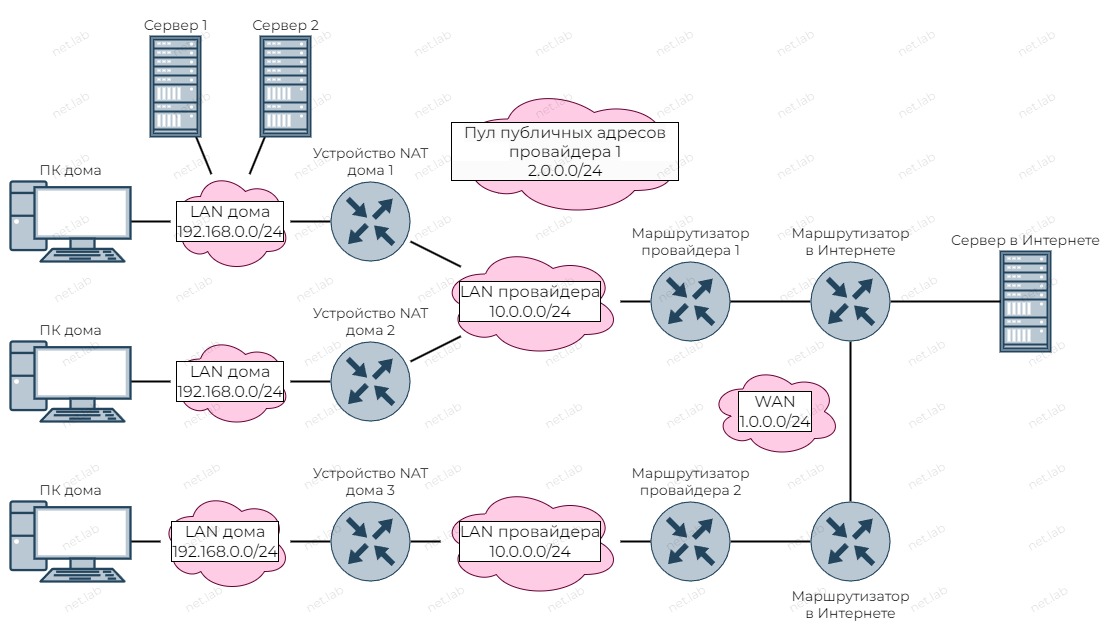 Сервер 1
Сервер 2
Пул публичных адресов
провайдера 1
2.0.0.0/24
ПК дома
Устройство NAT
дома 1
LAN дома
192.168.0.0/24
Маршрутизатор
провайдера 1
Маршрутизатор
в Интернете
Сервер в Интернете
LAN провайдера
10.0.0.0/24
ПК дома
Устройство NAT
дома 2
LAN дома
192.168.0.0/24
WAN
1.0.0.0/24
ПК дома
Устройство NAT
дома 3
Маршрутизатор
провайдера 2
LAN дома
192.168.0.0/24
LAN провайдера
10.0.0.0/24
Маршрутизатор
в Интернете
net.lab